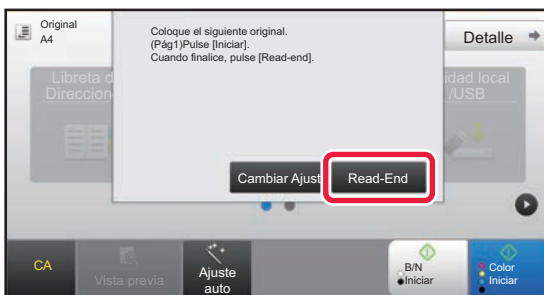 Original
A4
Coloque el siguiente original.
(Pág1)Pulse [Iniciar].
Cuando finalice, pulse [Read-end].
Detalle
Libreta d
Direccion
idad local
/USB
Cambiar Ajust
Read-End
CA
Vista previa
Ajuste
auto
B/N
Iniciar
Color
Iniciar